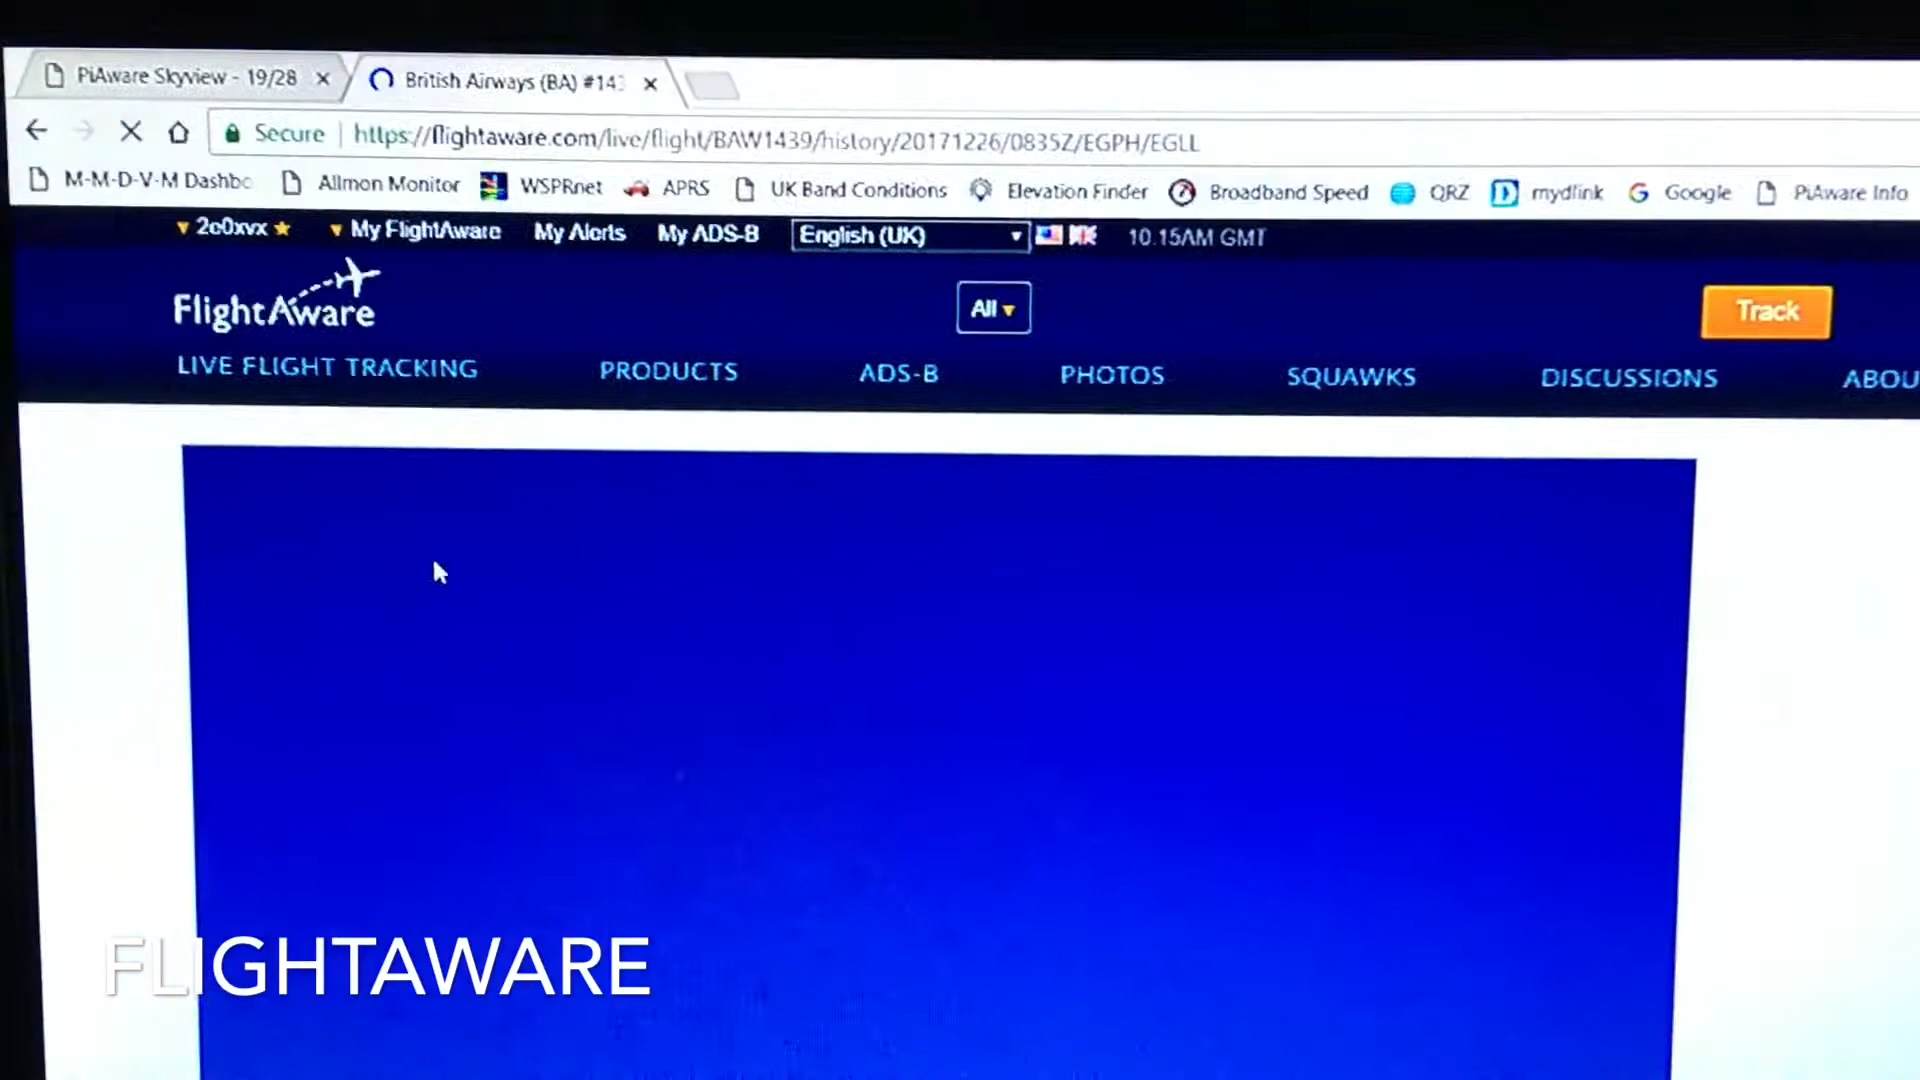 PiAware Skyview - 19/28
British Airways (BA) #143
Secure
https://flightaware.com/live/flight/BAW1439/history/20171226/0835Z/EGPH/EGLL
M-M-D-V-M Dashbo
Allmon Monitor
WSPRnet
APRS
UK Band Conditions
Elevation Finder
Broadband Speed
QRZ
mydlink
Google
PiAware Info
2e0xvx
My FlightAware
My Alerts
My ADS-B
English (UK)
10.15AM GMT
FlightAware
All
Track
LIVE FLIGHT TRACKING
PRODUCTS
ADS-B
PHOTOS
SQUAWKS
DISCUSSIONS
ABOU
FLIGHTAWARE